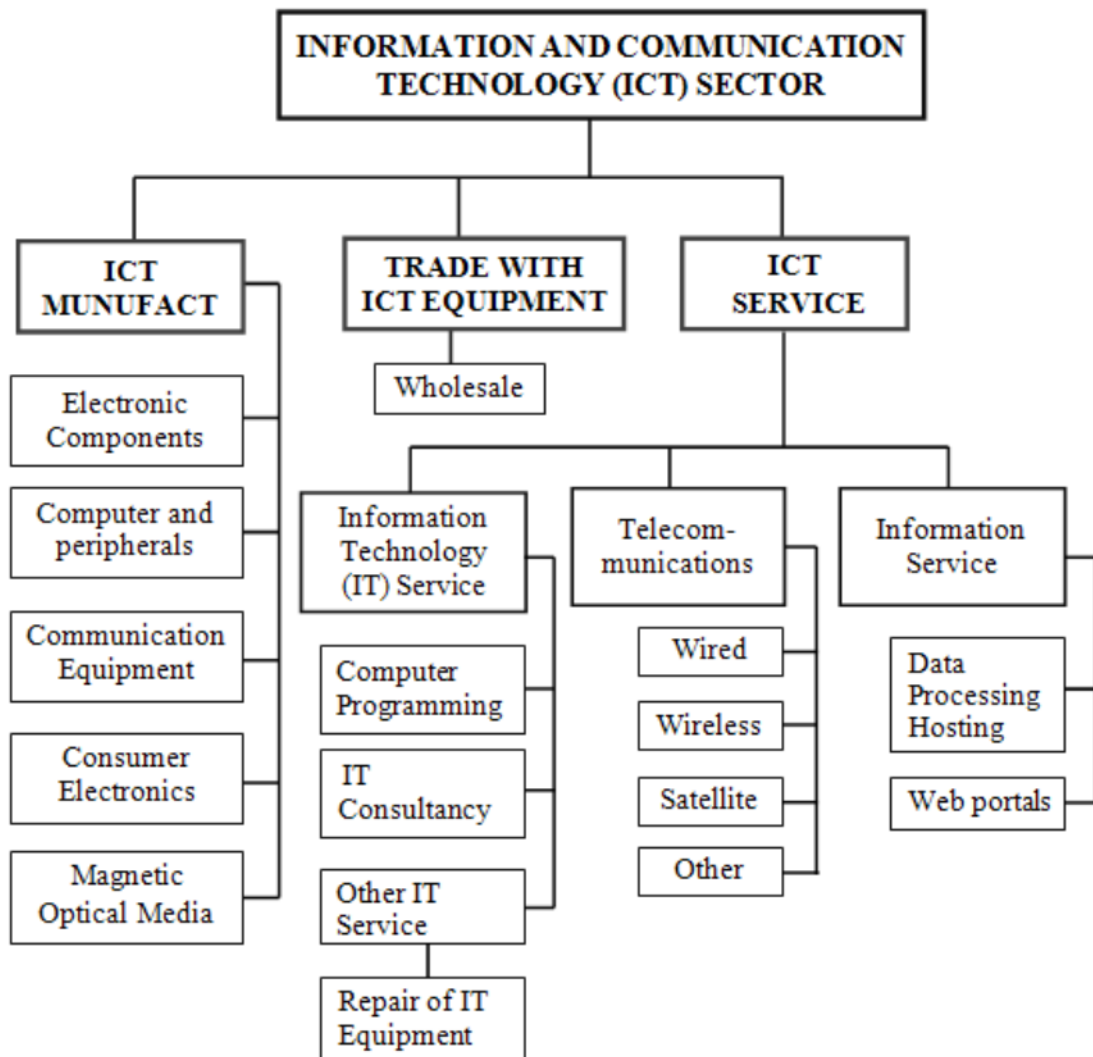 INFORMATION AND COMMUNICATION
TECHNOLOGY (ICT) SECTOR
ICT
MUNUFACT
TRADE WITH
ICT EQUIPMENT
ICT
SERVICE
Electronic
Components
Computer and
peripherals
Communication
Equipment
Consumer
Electronics
Magnetic
Optical Media
Wholesale
Information
Technology
(IT) Service
Computer
Programming
IT
Consultancy
Other IT
Service
Repair of IT
Equipment
Telecom-
munications
Wired
Wireless
Satellite
Other
Information
Service
Data
Processing
Hosting
Web portals